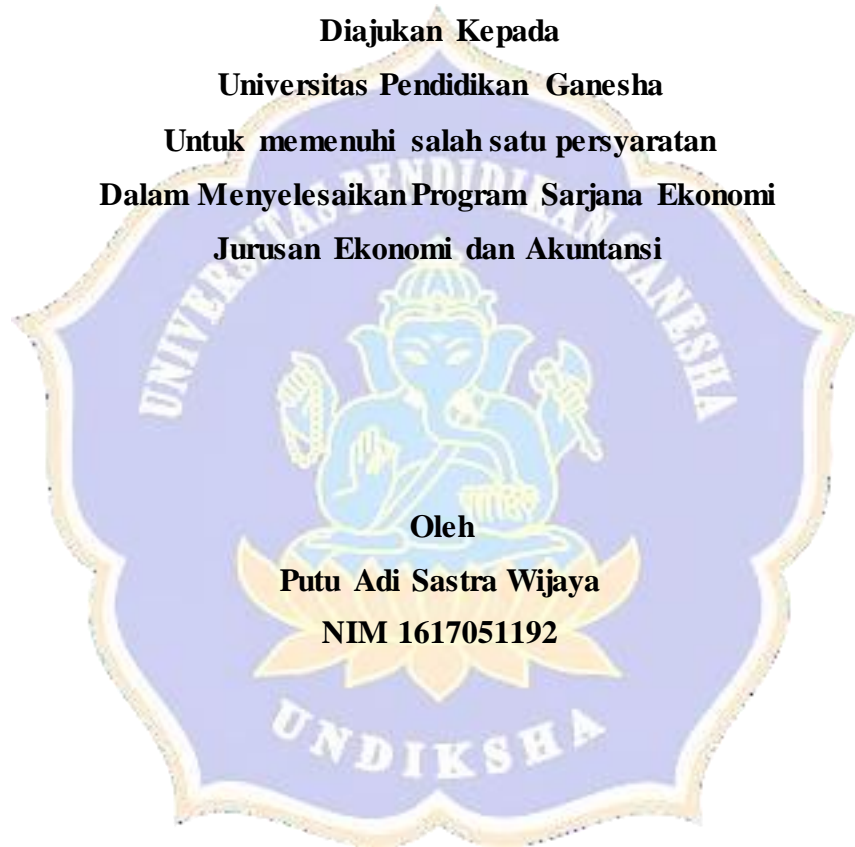 Diajukan Kepada
Universitas Pendidikan Ganesha
Untuk memenuhi salah satu persyaratan
Dalam Menyelesaikan Program Sarjana Ekonomi
Jurusan Ekonomi dan Akuntansi
UNIVERSITAS PENDIDIKAN GANESHA
Oleh
Putu Adi Sastra Wijaya
NIM 1617051192
UNDIKSHA